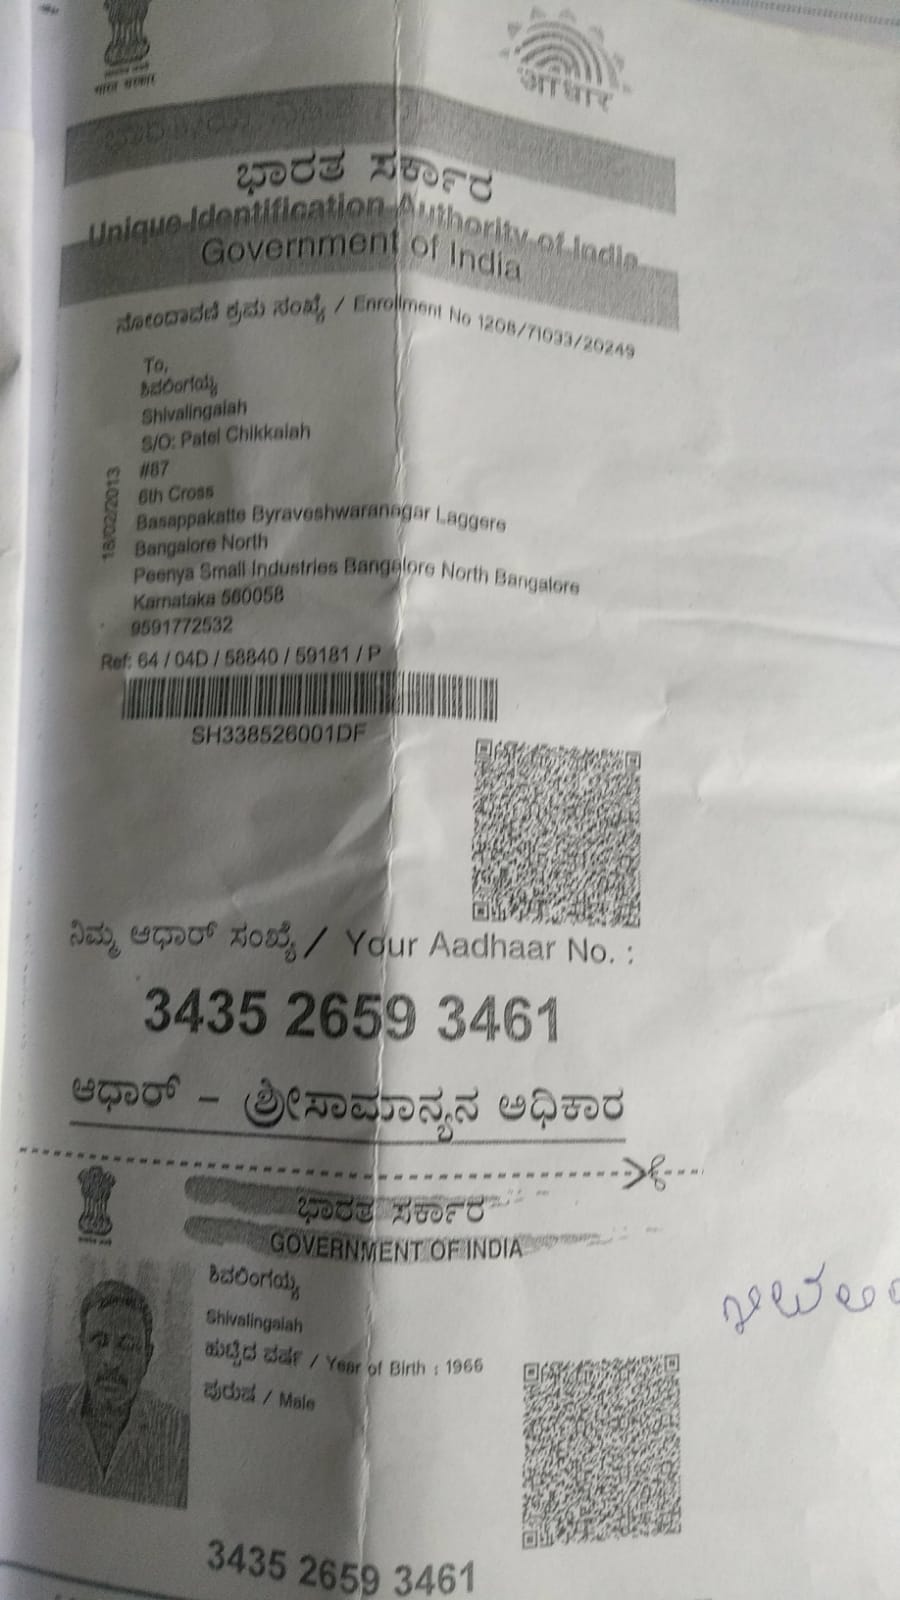 भारत सरकार
आधार
ಭಾರತ ಸರ್ಕಾರ
Unique Identification Authority of India
Government of India
ನೋಂದಾವಣಿ ಕ್ರಮ ಸಂಖ್ಯೆ / Enrollment No 1208/71033/20249
To,
ಶಿವಲಿಂಗಯ್ಯ
Shivalingaiah
S/O: Patel Chikkaiah
#87
6th Cross
Basappakatte Byraveshwaranagar Laggere
Bangalore North
Peenya Small Industries Bangalore North Bangalore
Karnataka 560058
9591772532
18/02/2013
Ref: 64 / 04D / 58840 / 59181 / P
SH338526001DF
ನಿಮ್ಮ ಆಧಾರ್ ಸಂಖ್ಯೆ / Your Aadhaar No. :
3435 2659 3461
ಆಧಾರ್ – ಶ್ರೀಸಾಮಾನ್ಯನ ಅಧಿಕಾರ
ಭಾರತ ಸರ್ಕಾರ
GOVERNMENT OF INDIA
ಶಿವಲಿಂಗಯ್ಯ
Shivalingaiah
ಹುಟ್ಟಿದ ವರ್ಷ / Year of Birth : 1966
ಪುರುಷ / Male
3435 2659 3461